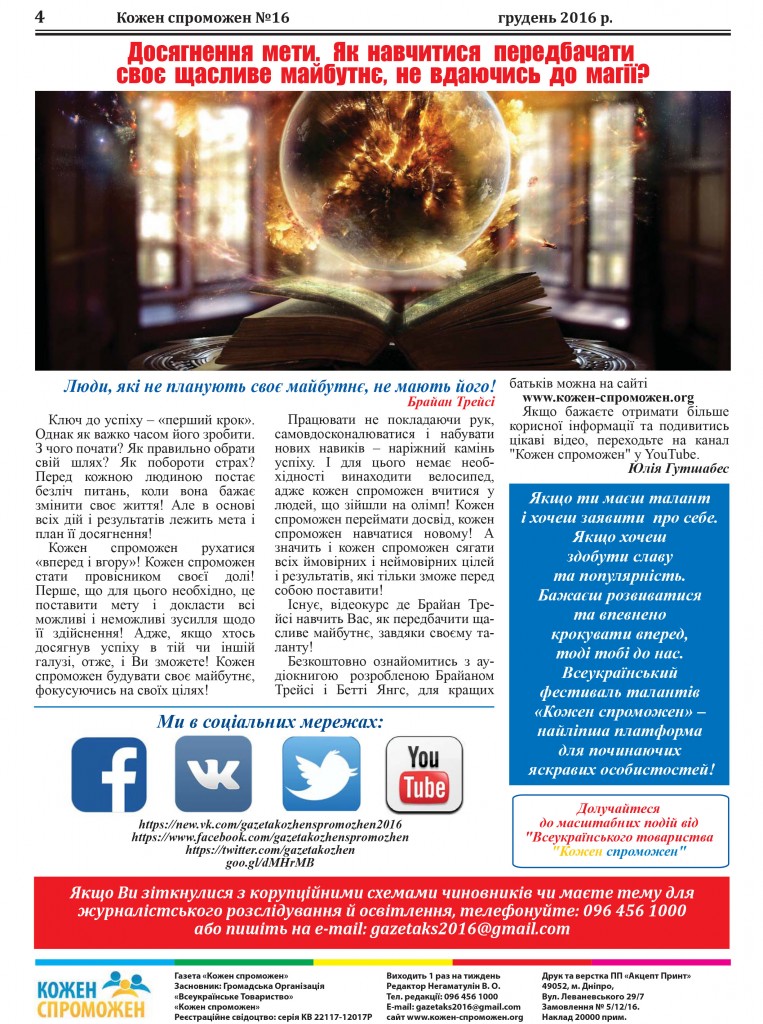 4
Кожен спроможен №16
грудень 2016 р.
Досягнення мети. Як навчитися передбачати
своє щасливе майбутнє, не вдаючись до магії?
Люди, які не планують своє майбутнє, не мають його!
Брайан Трейсі
Ключ до успіху – «перший крок».
Однак як важко часом його зробити.
З чого почати? Як правильно обрати
свій шлях? Як побороти страх?
Перед кожною людиною постає
безліч питань, коли вона бажає
змінити своє життя! Але в основі
всіх дій і результатів лежить мета і
план її досягнення!
Кожен спроможен рухатися
«вперед і вгору»! Кожен спроможен
стати провісником своєї долі!
Перше, що для цього необхідно, це
поставити мету і докласти всі
можливі і неможливі зусилля щодо
її здійснення! Адже, якщо хтось
досягнув успіху в тій чи іншій
галузі, отже, і Ви зможете! Кожен
спроможен будувати своє майбутнє,
фокусуючись на своїх цілях!
Працювати не покладаючи рук,
самовдосконалюватися і набувати
нових навиків – наріжний камінь
успіху. І для цього немає необ-
хідності винаходити велосипед,
адже кожен спроможен вчитися у
людей, що зійшли на олімп! Кожен
спроможен переймати досвід, кожен
спроможен навчатися новому! А
значить і кожен спроможен сягати
всіх ймовірних і неймовірних цілей
і результатів, які тільки зможе перед
собою поставити!
Існує, відеокурс де Брайан Тре-
йсі навчить Вас, як передбачити ща-
сливе майбутнє, завдяки своєму та-
ланту!
Безкоштовно ознайомитись з ау-
діокнигою розробленою Брайаном
Трейсі і Бетті Янгс, для кращих
батьків можна на сайті
www.кожен-спроможен.org
Якщо бажаєте отримати більше
корисної інформації та подивитись
цікаві відео, переходьте на канал
"Кожен спроможен" у YouTube.
Юлія Гутшабес
Якщо ти маєш талант
і хочеш заявити про себе.
Якщо хочеш
здобути славу
та популярність.
Бажаєш розвиватися
та впевнено
крокувати вперед,
тоді тобі до нас.
Всеукраїнський
фестиваль талантів
«Кожен спроможен» –
найліпша платформа
для починаючих
яскравих особистостей!
Ми в соціальних мережах:
f
VK
You
Tube
https://new.vk.com/gazetakozhenspromozhen2016
https://www.facebook.com/gazetakozhenspromozhen
https://twitter.com/gazetakozhen
goo.gl/dMHrMB
Долучайтеся
до масштабних подій від
"Всеукраїнського товариства
"Кожен спроможен"
Якщо Ви зіткнулися з корупційними схемами чиновників чи маєте тему для
журналістського розслідування й освітлення, телефонуйте: 096 456 1000
або пишіть на e-mail: gazetaks2016@gmail.com
КОЖЕН
СПРОМОЖЕН
Газета «Кожен спроможен»
Засновник: Громадська Організація
«Всеукраїнське Товариство»
«Кожен спроможен»
Реєстраційне свідоцтво: серія КВ 22117-12017Р
Виходить 1 раз на тиждень
Редактор Негаматулін В. О.
Тел. редакції: 096 456 1000
E-mail: gazetaks2016@gmail.com
сайт www.кожен-спроможен.org
Друк та верстка ПП «Акцепт Принт»
49052, м. Дніпро,
Вул. Леваневського 29/7
Замовлення № 5/12/16.
Наклад 20000 прим.